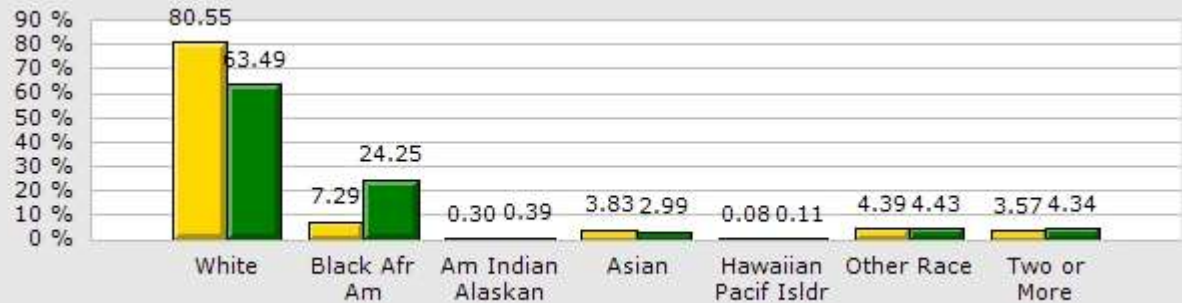 90 %
80 %
70 %
60 %
50 %
40 %
30 %
20 %
10 %
0 %
80.55
63.49
7.29
24.25
0.30 0.39
3.83 2.99
0.08 0.11
4.39 4.43
3.57 4.34
White
Black Afr
Am
Am Indian
Alaskan
Asian
Hawaiian
Pacif Isldr
Other Race
Two or
More